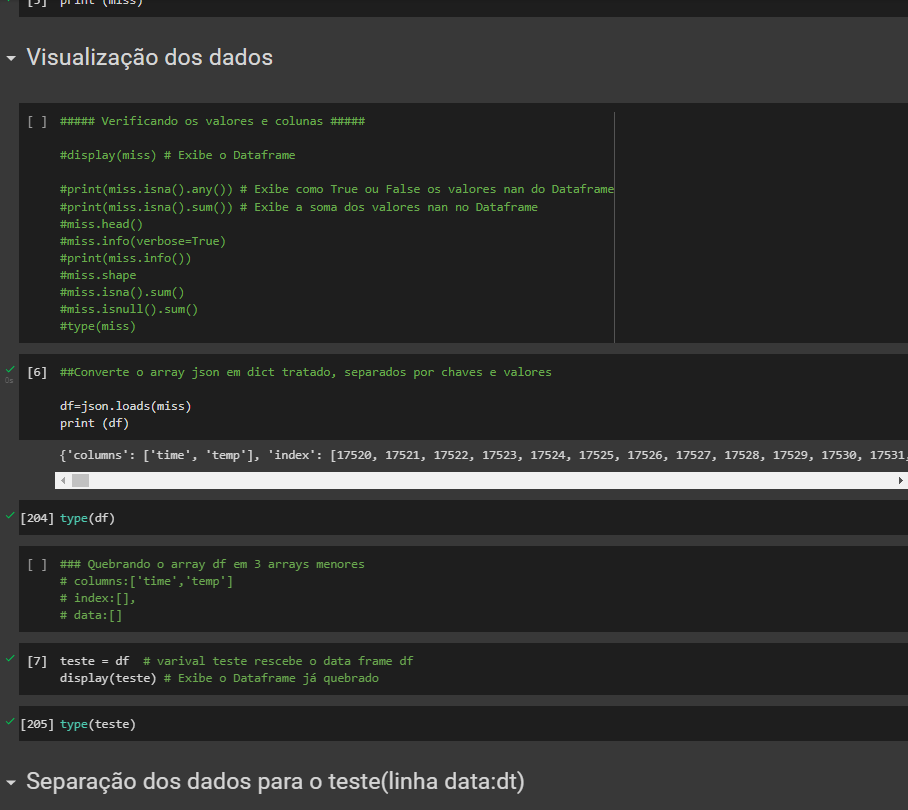 [5] print (miss)
Visualização dos dados
[ ] ##### Verificando os valores e colunas #####
#display(miss) # Exibe o Dataframe
#print(miss.isna().any()) # Exibe como True ou False os valores nan do Dataframe
#print(miss.isna().sum()) # Exibe a soma dos valores nan no Dataframe
#miss.head()
#miss.info(verbose=True)
#print(miss.info())
#miss.shape
#miss.isna().sum()
#miss.isnull().sum()
#type(miss)
[6] ##Converte o array json em dict tratado, separados por chaves e valores
0s
df=json.loads(miss)
print (df)
{'columns': ['time', 'temp'], 'index': [17520, 17521, 17522, 17523, 17524, 17525, 17526, 17527, 17528, 17529, 17530, 17531,
[204] type(df)
[ ] ### Quebrando o array df em 3 arrays menores
# columns:['time','temp']
# index:[],
# data:[]
[7] teste = df # varival teste rescebe o data frame df
display(teste) # Exibe o Dataframe já quebrado
[205] type(teste)
Separação dos dados para o teste(linha data:dt)